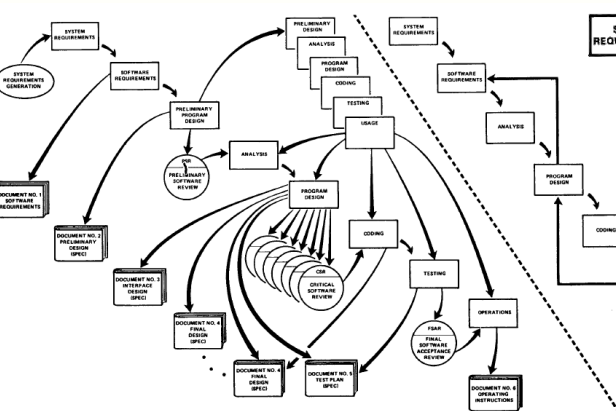 SYSTEM
REQUIREMENTS
SYSTEM
REQUIREMENTS
GENERATION
SOFTWARE
REQUIREMENTS
PRELIMINARY
PROGRAM
DESIGN
PSR
PRELIMINARY
SOFTWARE
REVIEW
PRELIMINARY
DESIGN
ANALYSIS
PROGRAM
DESIGN
CODING
TESTING
USAGE
ANALYSIS
PROGRAM
DESIGN
CSR
CRITICAL
SOFTWARE
REVIEW
CODING
TESTING
FSAR
FINAL
SOFTWARE
ACCEPTANCE
REVIEW
OPERATIONS
DOCUMENT NO. 1
SOFTWARE
REQUIREMENTS
DOCUMENT NO. 2
PRELIMINARY
DESIGN
(SPEC)
DOCUMENT NO. 3
INTERFACE
DESIGN
(SPEC)
DOCUMENT NO. 4
FINAL
DESIGN
(SPEC)
DOCUMENT NO. 4
FINAL
DESIGN
(SPEC)
DOCUMENT NO. 5
TEST PLAN
(SPEC)
DOCUMENT NO. 6
OPERATING
INSTRUCTIONS
SYSTEM
REQUIREMENTS
SOFTWARE
REQUIREMENTS
ANALYSIS
PROGRAM
DESIGN
CODING
S
REQU